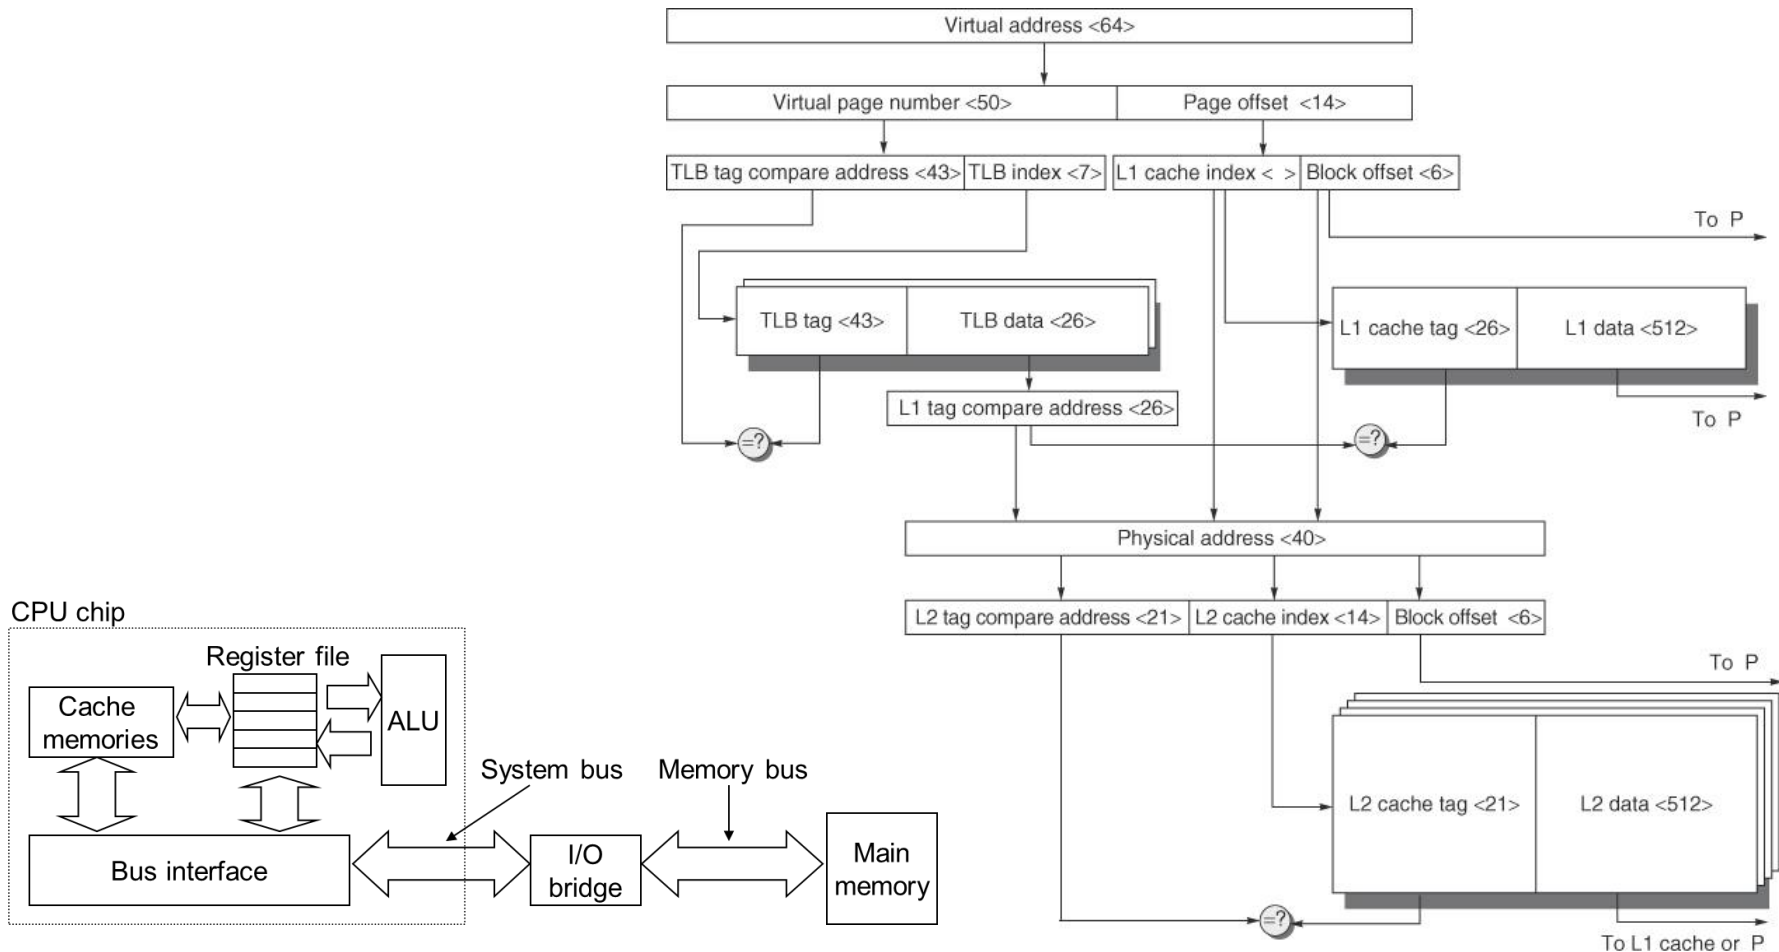 Virtual address <64>
Virtual page number <50>
Page offset <14>
TLB tag compare address <43>
TLB index <7>
L1 cache index < >
Block offset <6>
To P
TLB tag <43>
TLB data <26>
L1 cache tag <26>
L1 data <512>
L1 tag compare address <26>
To P
=?
=?
Physical address <40>
L2 tag compare address <21>
L2 cache index <14>
Block offset <6>
To P
L2 cache tag <21>
L2 data <512>
=?
To L1 cache or P
CPU chip
Register file
Cache
memories
ALU
System bus
Memory bus
Bus interface
I/O
bridge
Main
memory